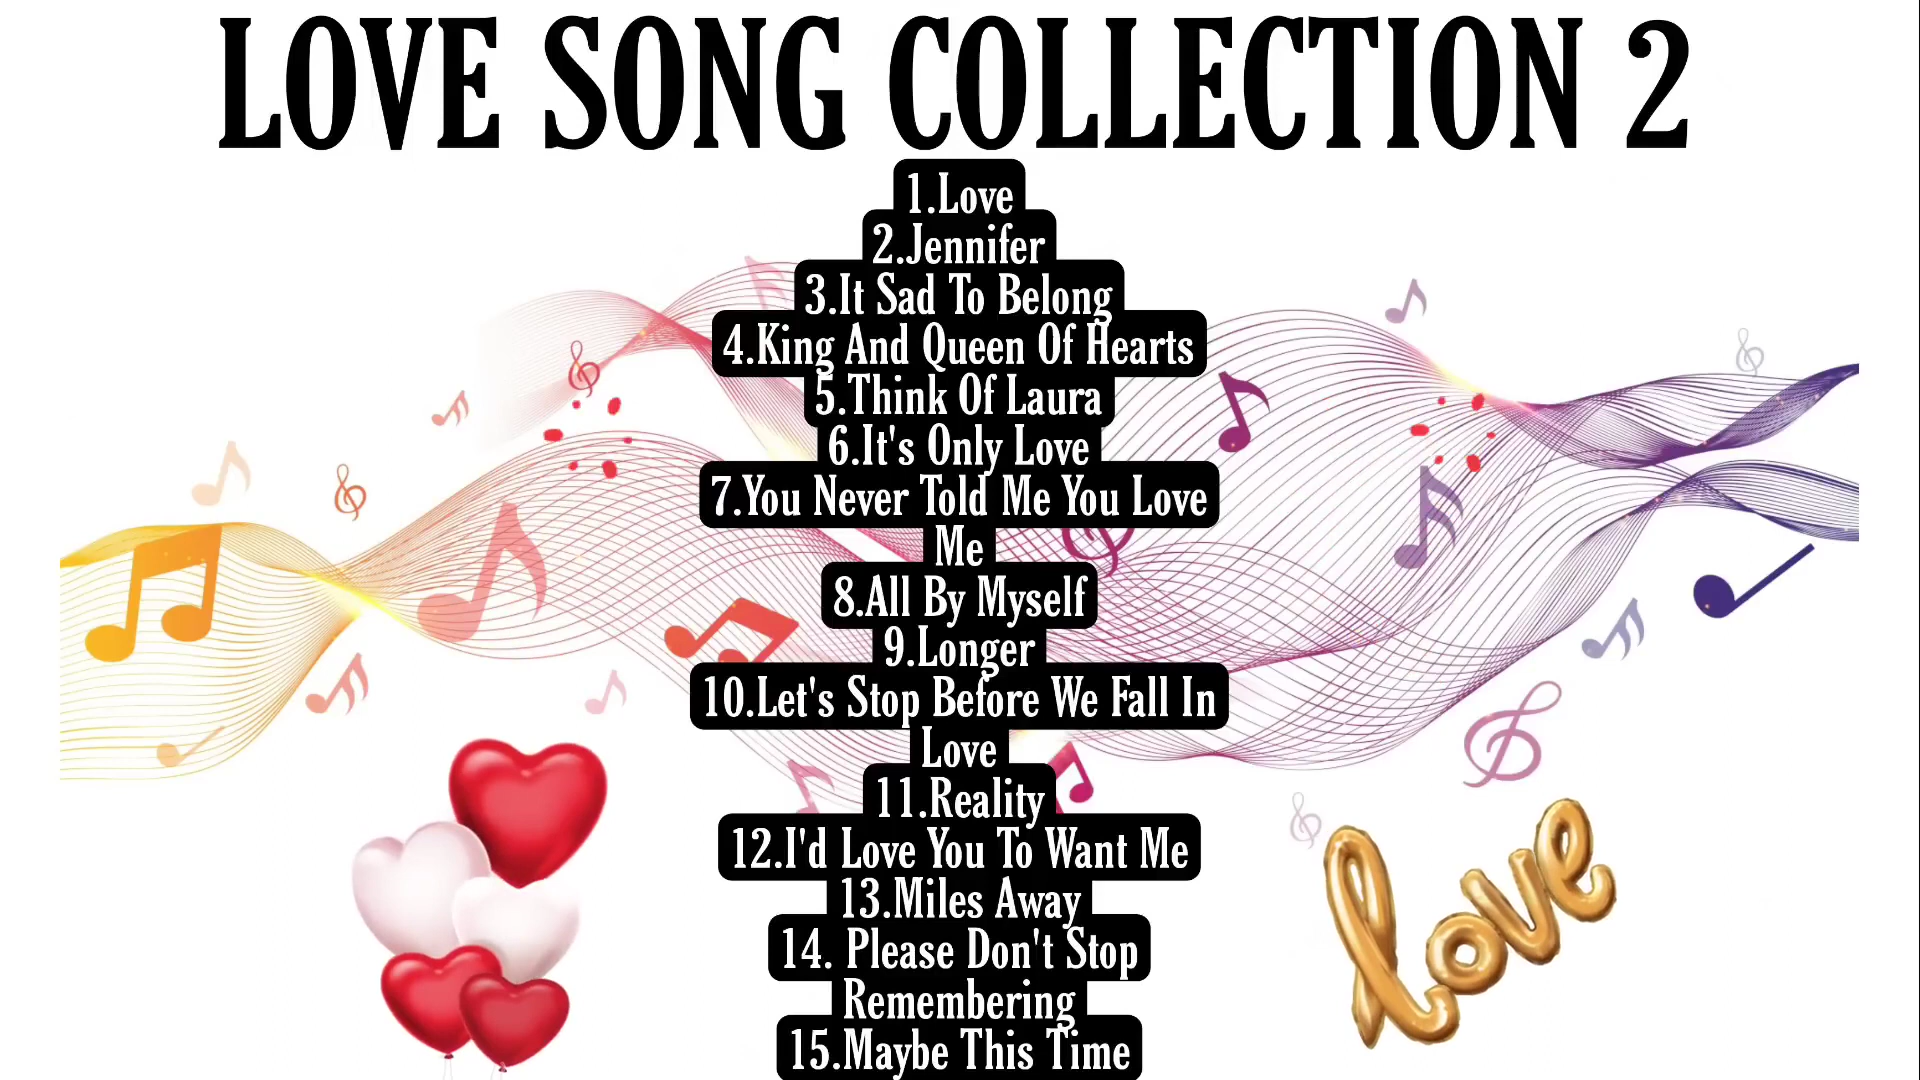 LOVE SONG COLLECTION 2
1.Love
2.Jennifer
3.It Sad To Belong
4.King And Queen Of Hearts
5.Think Of Laura
6.It's Only Love
7.You Never Told Me You Love
Me
8.All By Myself
9.Longer
10.Let's Stop Before We Fall In
Love
11.Reality
12.I'd Love You To Want Me
13.Miles Away
14. Please Don't Stop
Remembering
15.Maybe This Time
love